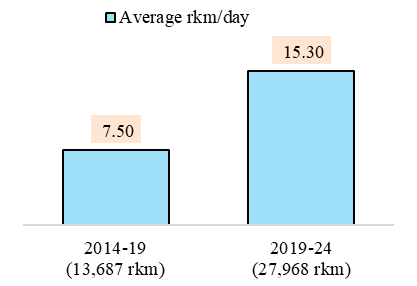 Average rkm/day
15.30
7.50
2014-19
(13,687 rkm)
2019-24
(27,968 rkm)